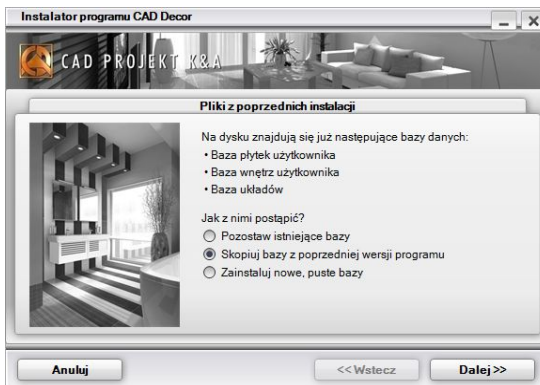 Instalator programu CAD Decor
CAD PROJEKT K&A
Pliki z poprzednich instalacji
Na dysku znajdują się już następujące bazy danych:
• Baza płytek użytkownika
• Baza wnętrz użytkownika
• Baza układów
Jak z nimi postąpić?
Pozostaw istniejące bazy
Skopiuj bazy z poprzedniej wersji programu
Zainstaluj nowe, puste bazy
Anuluj
<< Wstecz
Dalej >>